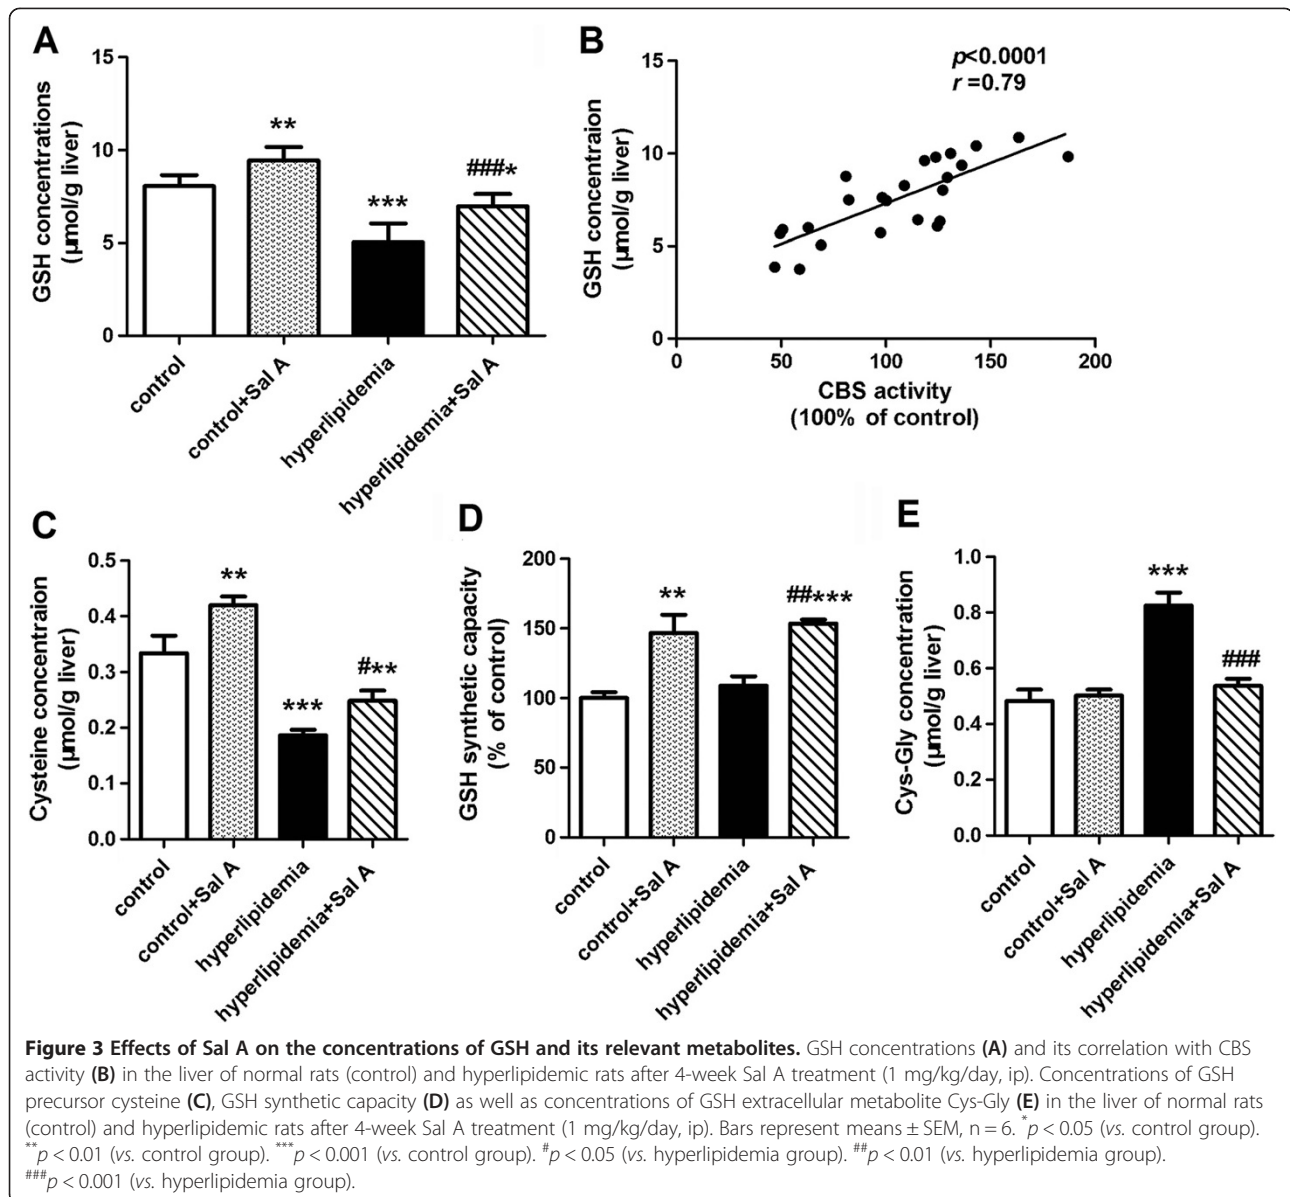 A
GSH concentrations
(µmol/g liver)
15
10
5
0
**
***
###*
control
control+Sal A
hyperlipidemia
hyperlipidemia+Sal A
B
GSH concentraion
(µmol/g liver)
15
10
5
0
p<0.0001
r =0.79
0
50
100
150
200
CBS activity
(100% of control)
C
Cysteine concentraion
(µmol/g liver)
0.5
0.4
0.3
0.2
0.1
0.0
**
***
#**
control
control+Sal A
hyperlipidemia
hyperlipidemia+Sal A
D
GSH synthetic capacity
(% of control)
200
150
100
50
0
**
##***
control
control+Sal A
hyperlipidemia
hyperlipidemia+Sal A
E
Cys-Gly concentration
(µmol/g liver)
1.0
0.8
0.6
0.4
0.2
0.0
***
###
control
control+Sal A
hyperlipidemia
hyperlipidemia+Sal A
Figure 3 Effects of Sal A on the concentrations of GSH and its relevant metabolites. GSH concentrations (A) and its correlation with CBS
activity (B) in the liver of normal rats (control) and hyperlipidemic rats after 4-week Sal A treatment (1 mg/kg/day, ip). Concentrations of GSH
precursor cysteine (C), GSH synthetic capacity (D) as well as concentrations of GSH extracellular metabolite Cys-Gly (E) in the liver of normal rats
(control) and hyperlipidemic rats after 4-week Sal A treatment (1 mg/kg/day, ip). Bars represent means ± SEM, n = 6. *p < 0.05 (vs. control group).
**p < 0.01 (vs. control group). ***p < 0.001 (vs. control group). #p < 0.05 (vs. hyperlipidemia group). ##p < 0.01 (vs. hyperlipidemia group).
###p < 0.001 (vs. hyperlipidemia group).